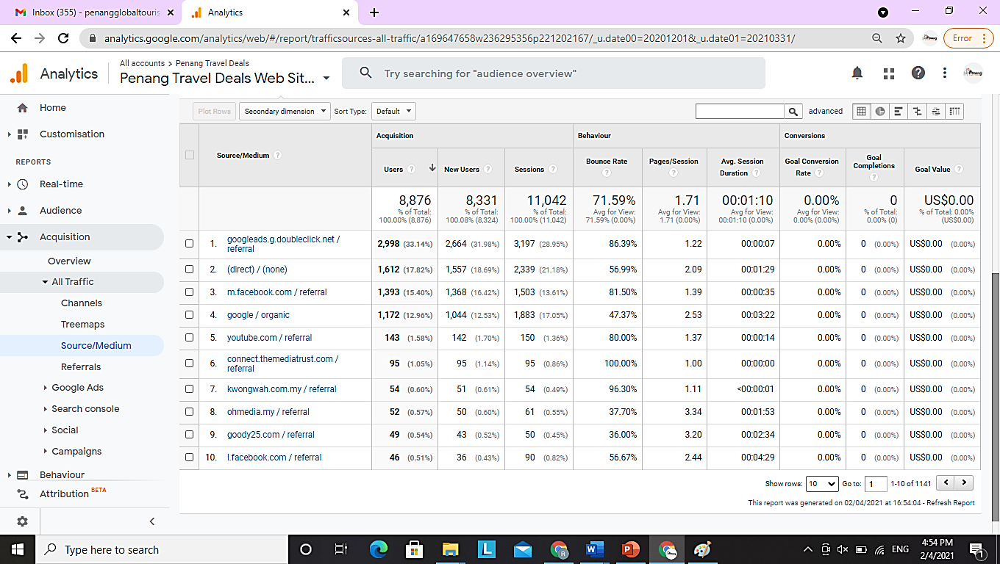 Inbox (355) - penangglobaltouris
Analytics
analytics.google.com/analytics/web/#/report/trafficsources-all-traffic/a169647658w236295356p221202167/_u.date00=20201201&_u.date01=20210331/
Error
Analytics
All accounts > Penang Travel Deals
Penang Travel Deals Web Sit...
Try searching for "audience overview"
Home
Customisation
REPORTS
Real-time
Audience
Acquisition
Overview
All Traffic
Channels
Treemaps
Source/Medium
Referrals
Google Ads
Search console
Social
Campaigns
Behaviour
Attribution BETA
Plot Rows Secondary dimension Sort Type: Default advanced
Acquisition Behaviour Conversions
Source/Medium ? Users ? New Users ? Sessions ? Bounce Rate ? Pages/Session ? Avg. Session Duration ? Goal Conversion Rate ? Goal Completions ? Goal Value ?
8,876 8,331 11,042 71.59% 1.71 00:01:10 0.00% 0 US$0.00
% of Total: % of Total: % of Total: Avg for View: Avg for View: Avg for View: Avg for View: % of Total: % of Total: 0.00%
100.00% (8,876) 100.08% (8,324) 100.00% (11,042) 71.59% (0.00%) 1.71 (0.00%) 00:01:10 (0.00%) 0.00% (0.00%) 0.00% (0) (US$0.00)
1. googleads.g.doubleclick.net / referral 2,998 (33.14%) 2,664 (31.98%) 3,197 (28.95%) 86.39% 1.22 00:00:07 0.00% 0 (0.00%) US$0.00 (0.00%)
2. (direct) / (none) 1,612 (17.82%) 1,557 (18.69%) 2,339 (21.18%) 56.99% 2.09 00:01:29 0.00% 0 (0.00%) US$0.00 (0.00%)
3. m.facebook.com / referral 1,393 (15.40%) 1,368 (16.42%) 1,503 (13.61%) 81.50% 1.39 00:00:35 0.00% 0 (0.00%) US$0.00 (0.00%)
4. google / organic 1,172 (12.96%) 1,044 (12.53%) 1,883 (17.05%) 47.37% 2.53 00:03:22 0.00% 0 (0.00%) US$0.00 (0.00%)
5. youtube.com / referral 143 (1.58%) 142 (1.70%) 150 (1.36%) 80.00% 1.37 00:00:14 0.00% 0 (0.00%) US$0.00 (0.00%)
6. connect.themediatrust.com / referral 95 (1.05%) 95 (1.14%) 95 (0.86%) 100.00% 1.00 00:00:00 0.00% 0 (0.00%) US$0.00 (0.00%)
7. kwongwah.com.my / referral 54 (0.60%) 51 (0.61%) 54 (0.49%) 96.30% 1.11 <00:00:01 0.00% 0 (0.00%) US$0.00 (0.00%)
8. ohmedia.my / referral 52 (0.57%) 50 (0.60%) 61 (0.55%) 37.70% 3.34 00:01:53 0.00% 0 (0.00%) US$0.00 (0.00%)
9. goody25.com / referral 49 (0.54%) 43 (0.52%) 50 (0.45%) 36.00% 3.20 00:02:34 0.00% 0 (0.00%) US$0.00 (0.00%)
10. l.facebook.com / referral 46 (0.51%) 36 (0.43%) 90 (0.82%) 56.67% 2.44 00:04:29 0.00% 0 (0.00%) US$0.00 (0.00%)
Show rows: 10 Go to: 1 1-10 of 1141
This report was generated on 02/04/2021 at 16:54:04 - Refresh Report
Type here to search
ENG
4:54 PM
2/4/2021